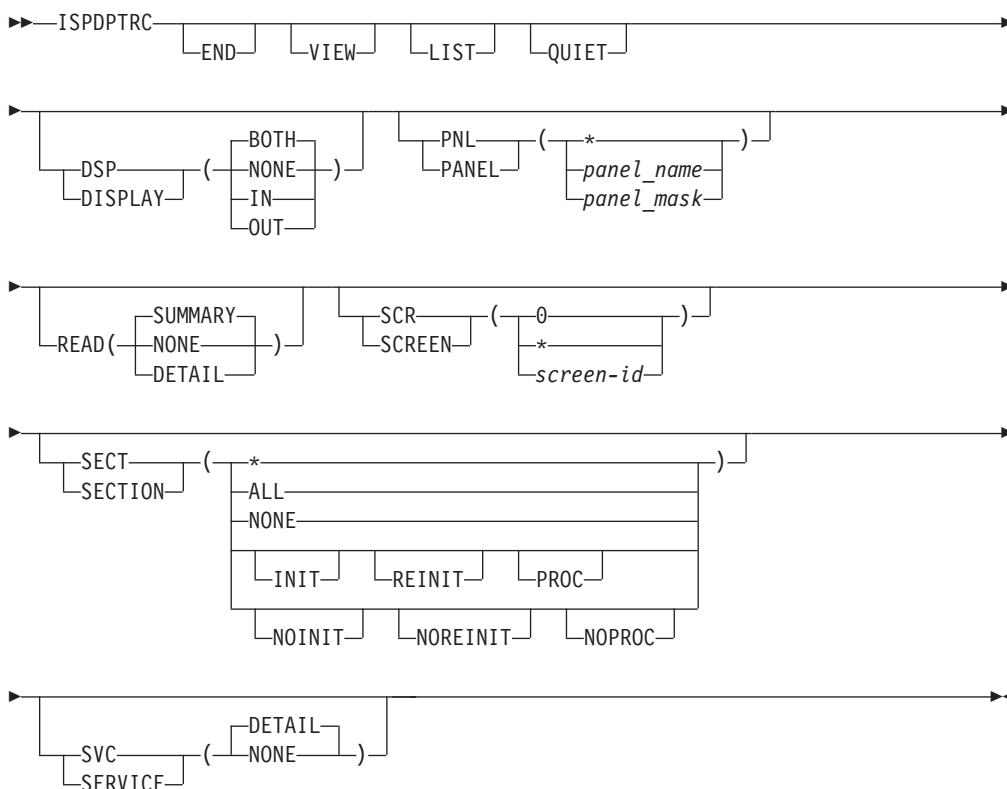 ISPDPTRC
END VIEW LIST QUIET
BOTH
DSP ( NONE ) PNL ( * )
DISPLAY IN PANEL panel_name
OUT panel_mask
SUMMARY
READ( NONE ) SCR ( 0 )
DETAIL SCREEN *
screen-id
SECT ( * )
SECTION ALL
NONE
INIT REINIT PROC
NOINIT NOREINIT NOPROC
DETAIL
SVC ( NONE )
SERVICE